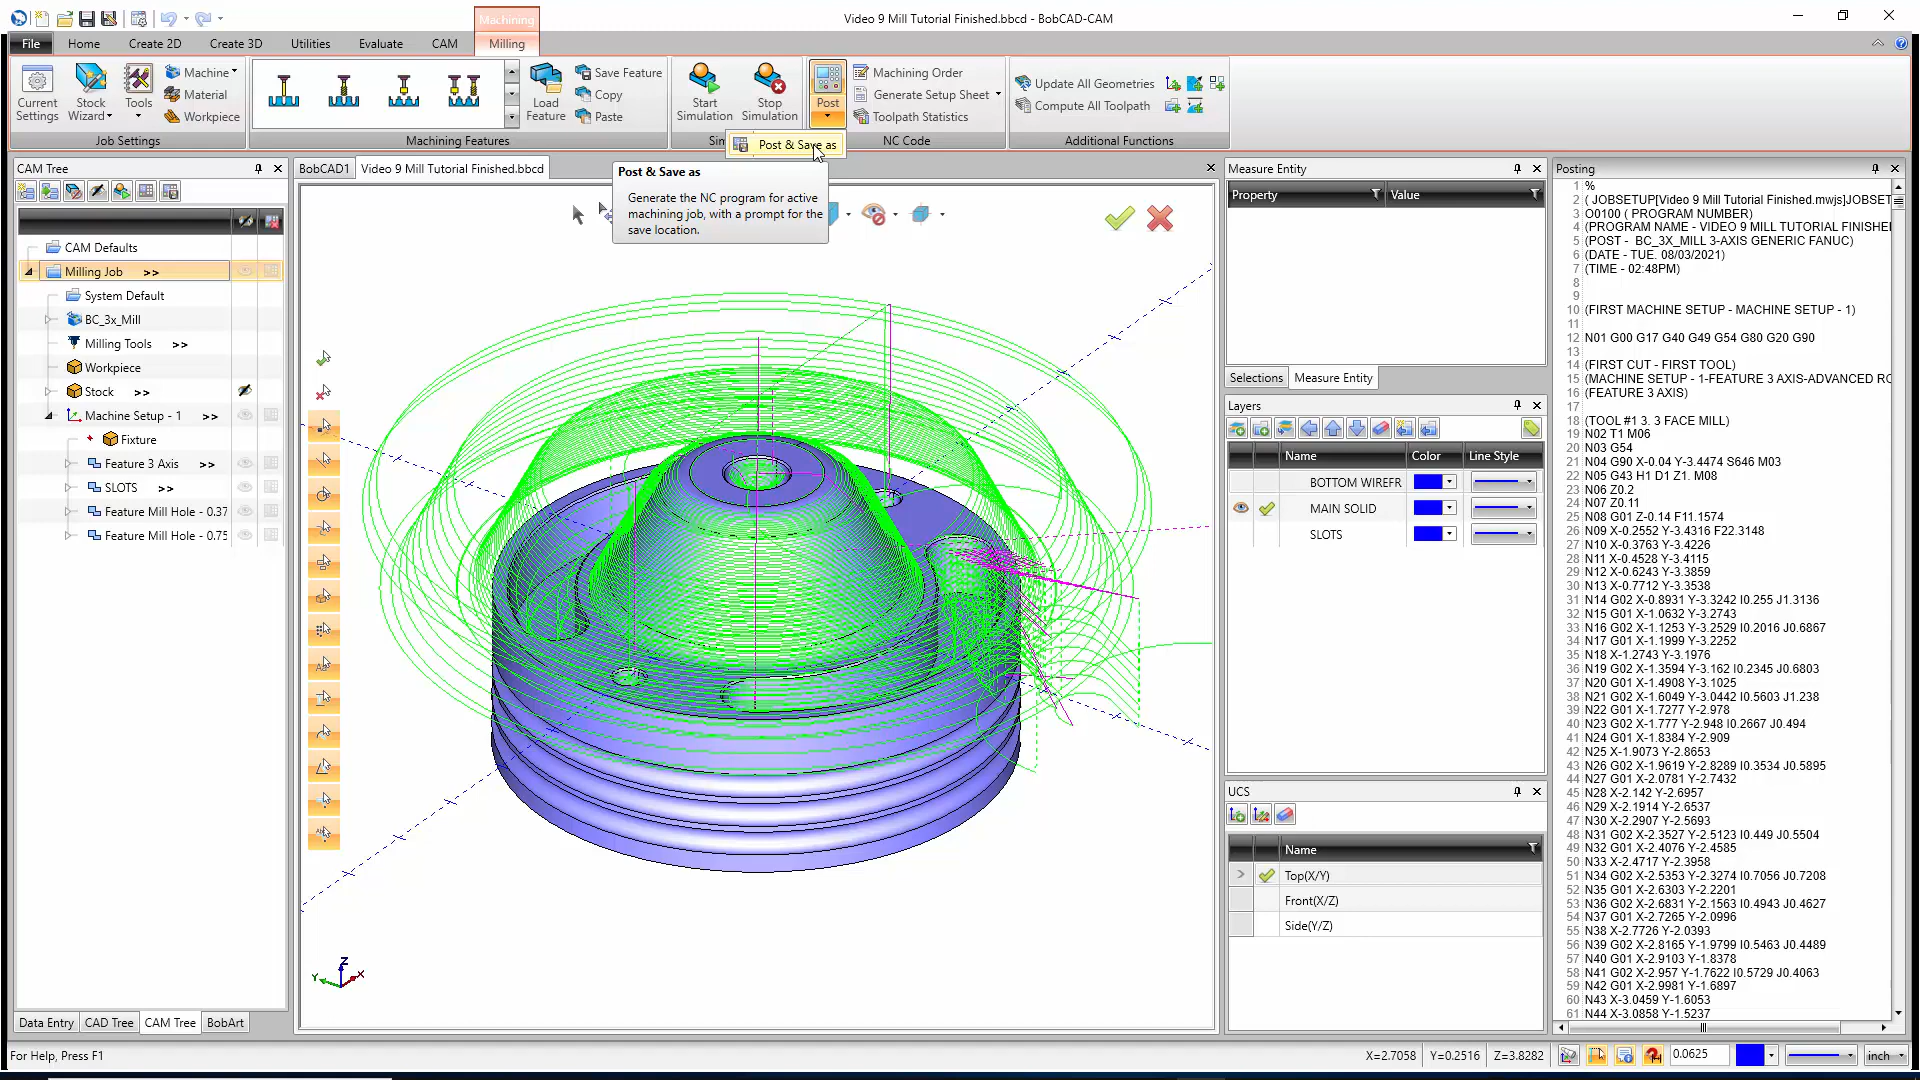 Video 9 Mill Tutorial Finished.bbcd - BobCAD-CAM
Machining
File Home Create 2D Create 3D Utilities Evaluate CAM Milling
Current Settings
Stock Wizard
Tools
Machine
Material
Workpiece
Job Settings
Load Feature
Save Feature
Copy
Paste
Machining Features
Start Simulation
Stop Simulation
Sim
Post
Machining Order
Generate Setup Sheet
Toolpath Statistics
NC Code
Update All Geometries
Compute All Toolpath
Additional Functions
Post & Save as
Post & Save as
Generate the NC program for active
machining job, with a prompt for the
save location.
CAM Tree
CAM Defaults
Milling Job >>
System Default
BC_3x_Mill
Milling Tools >>
Workpiece
Stock >>
Machine Setup - 1 >>
Fixture
Feature 3 Axis >>
SLOTS >>
Feature Mill Hole - 0.37
Feature Mill Hole - 0.75
Data Entry CAD Tree CAM Tree BobArt
BobCAD1 Video 9 Mill Tutorial Finished.bbcd
Z
Y
X
Measure Entity
Property Value
Selections Measure Entity
Layers
Name Color Line Style
BOTTOM WIREFR
MAIN SOLID
SLOTS
UCS
Name
Top(X/Y)
Front(X/Z)
Side(Y/Z)
Posting
1 %
2 ( JOBSETUP[Video 9 Mill Tutorial Finished.mwjs]JOBSET
3 O0100 ( PROGRAM NUMBER)
4 (PROGRAM NAME - VIDEO 9 MILL TUTORIAL FINISHE
5 (POST - BC_3X_MILL 3-AXIS GENERIC FANUC)
6 (DATE - TUE. 08/03/2021)
7 (TIME - 02:48PM)
8
9
10 (FIRST MACHINE SETUP - MACHINE SETUP - 1)
11
12 N01 G00 G17 G40 G49 G54 G80 G20 G90
13
14 (FIRST CUT - FIRST TOOL)
15 (MACHINE SETUP - 1-FEATURE 3 AXIS-ADVANCED RO
16 (FEATURE 3 AXIS)
17
18 (TOOL #1 3. 3 FACE MILL)
19 N02 T1 M06
20 N03 G54
21 N04 G90 X-0.04 Y-3.4474 S646 M03
22 N05 G43 H1 D1 Z1. M08
23 N06 Z0.2
24 N07 Z0.11
25 N08 G01 Z-0.14 F11.1574
26 N09 X-0.2552 Y-3.4316 F22.3148
27 N10 X-0.3763 Y-3.4226
28 N11 X-0.4528 Y-3.4115
29 N12 X-0.6243 Y-3.3859
30 N13 X-0.7712 Y-3.3538
31 N14 G02 X-0.8931 Y-3.3242 I0.255 J1.3136
32 N15 G01 X-1.0632 Y-3.2743
33 N16 G02 X-1.1253 Y-3.2529 I0.2016 J0.6867
34 N17 G01 X-1.1999 Y-3.2252
35 N18 X-1.2743 Y-3.1976
36 N19 G02 X-1.3594 Y-3.162 I0.2345 J0.6803
37 N20 G01 X-1.4908 Y-3.1025
38 N21 G02 X-1.6049 Y-3.0442 I0.5603 J1.238
39 N22 G01 X-1.7277 Y-2.978
40 N23 G02 X-1.777 Y-2.948 I0.2667 J0.494
41 N24 G01 X-1.8384 Y-2.909
42 N25 X-1.9073 Y-2.8653
43 N26 G02 X-1.9619 Y-2.8289 I0.3534 J0.5895
44 N27 G01 X-2.0781 Y-2.7432
45 N28 X-2.142 Y-2.6957
46 N29 X-2.1914 Y-2.6537
47 N30 X-2.2907 Y-2.5693
48 N31 G02 X-2.3527 Y-2.5123 I0.449 J0.5504
49 N32 G01 X-2.4076 Y-2.4585
50 N33 X-2.4717 Y-2.3958
51 N34 G02 X-2.5353 Y-2.3274 I0.7056 J0.7208
52 N35 G01 X-2.6303 Y-2.2201
53 N36 G02 X-2.6831 Y-2.1563 I0.4943 J0.4627
54 N37 G01 X-2.7265 Y-2.0996
55 N38 X-2.7726 Y-2.0393
56 N39 G02 X-2.8165 Y-1.9799 I0.5463 J0.4489
57 N40 G01 X-2.9103 Y-1.8378
58 N41 G02 X-2.957 Y-1.7622 I0.5729 J0.4063
59 N42 G01 X-2.9981 Y-1.6897
60 N43 X-3.0459 Y-1.6053
61 N44 X-3.0858 Y-1.5237
For Help, Press F1
X=2.7058 Y=0.2516 Z=3.8282
0.0625
inch